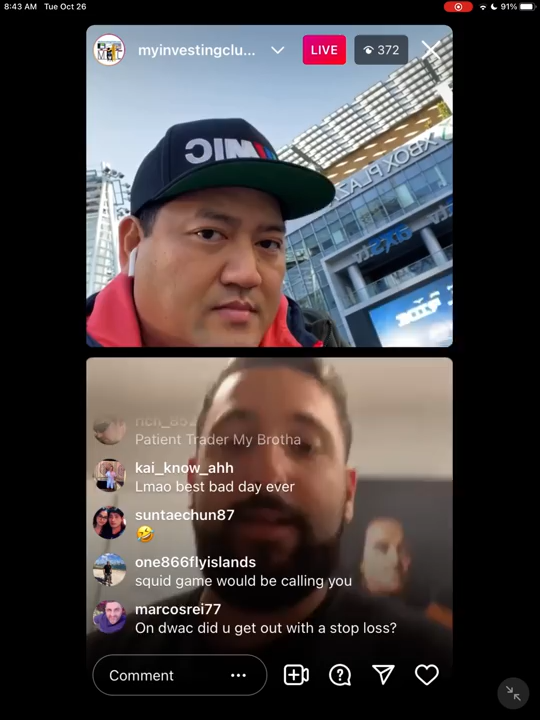 8:43 AM Tue Oct 26
91%
myinvestingclu...
LIVE
372
MIC
XBOX PLAZA
rich_852
Patient Trader My Brotha
kai_know_ahh
Lmao best bad day ever
suntaechun87
🤣
one866flyislands
squid game would be calling you
marcosrei77
On dwac did u get out with a stop loss?
Comment